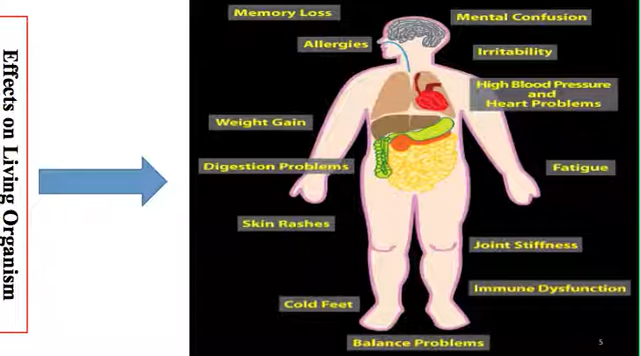 Effects on Living Organism
Memory Loss
Mental Confusion
Allergies
Irritability
High Blood Pressure
and
Heart Problems
Weight Gain
Digestion Problems
Fatigue
Skin Rashes
Joint Stiffness
Immune Dysfunction
Cold Feet
Balance Problems
5